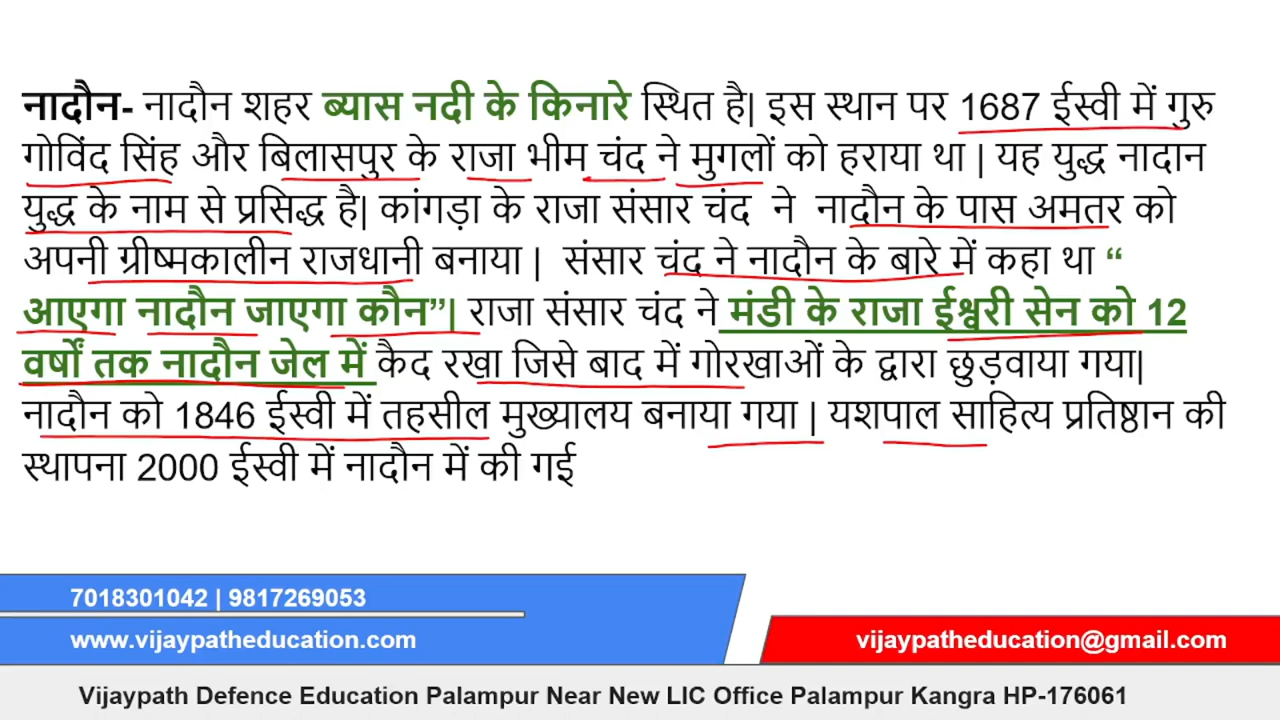 नादौन- नादौन शहर ब्यास नदी के किनारे स्थित है| इस स्थान पर 1687 ईस्वी में गुरु
गोविंद सिंह और बिलासपुर के राजा भीम चंद ने मुगलों को हराया था | यह युद्ध नादान
युद्ध के नाम से प्रसिद्ध है| कांगड़ा के राजा संसार चंद ने नादौन के पास अमतर को
अपनी ग्रीष्मकालीन राजधानी बनाया | संसार चंद ने नादौन के बारे में कहा था “
आएगा नादौन जाएगा कौन”| राजा संसार चंद ने मंडी के राजा ईश्वरी सेन को 12
वर्षों तक नादौन जेल में कैद रखा जिसे बाद में गोरखाओं के द्वारा छुड़वाया गया|
नादौन को 1846 ईस्वी में तहसील मुख्यालय बनाया गया | यशपाल साहित्य प्रतिष्ठान की
स्थापना 2000 ईस्वी में नादौन में की गई
7018301042 | 9817269053
www.vijaypatheducation.com
vijaypatheducation@gmail.com
Vijaypath Defence Education Palampur Near New LIC Office Palampur Kangra HP-176061